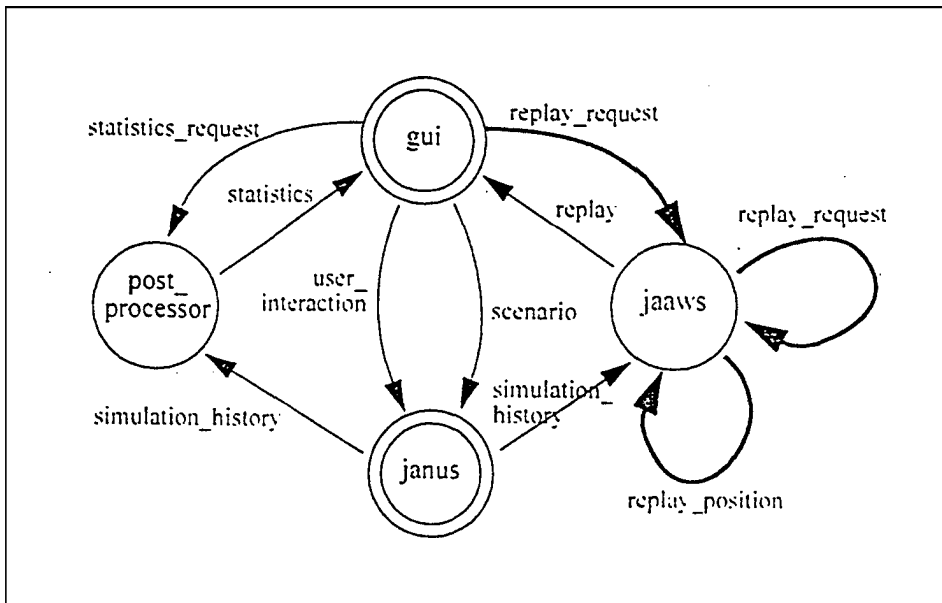 gui
statistics_request
replay_request
statistics
replay
replay_request
post_
processor
user_
interaction
scenario
jaaws
simulation_history
simulation_
history
janus
replay_position